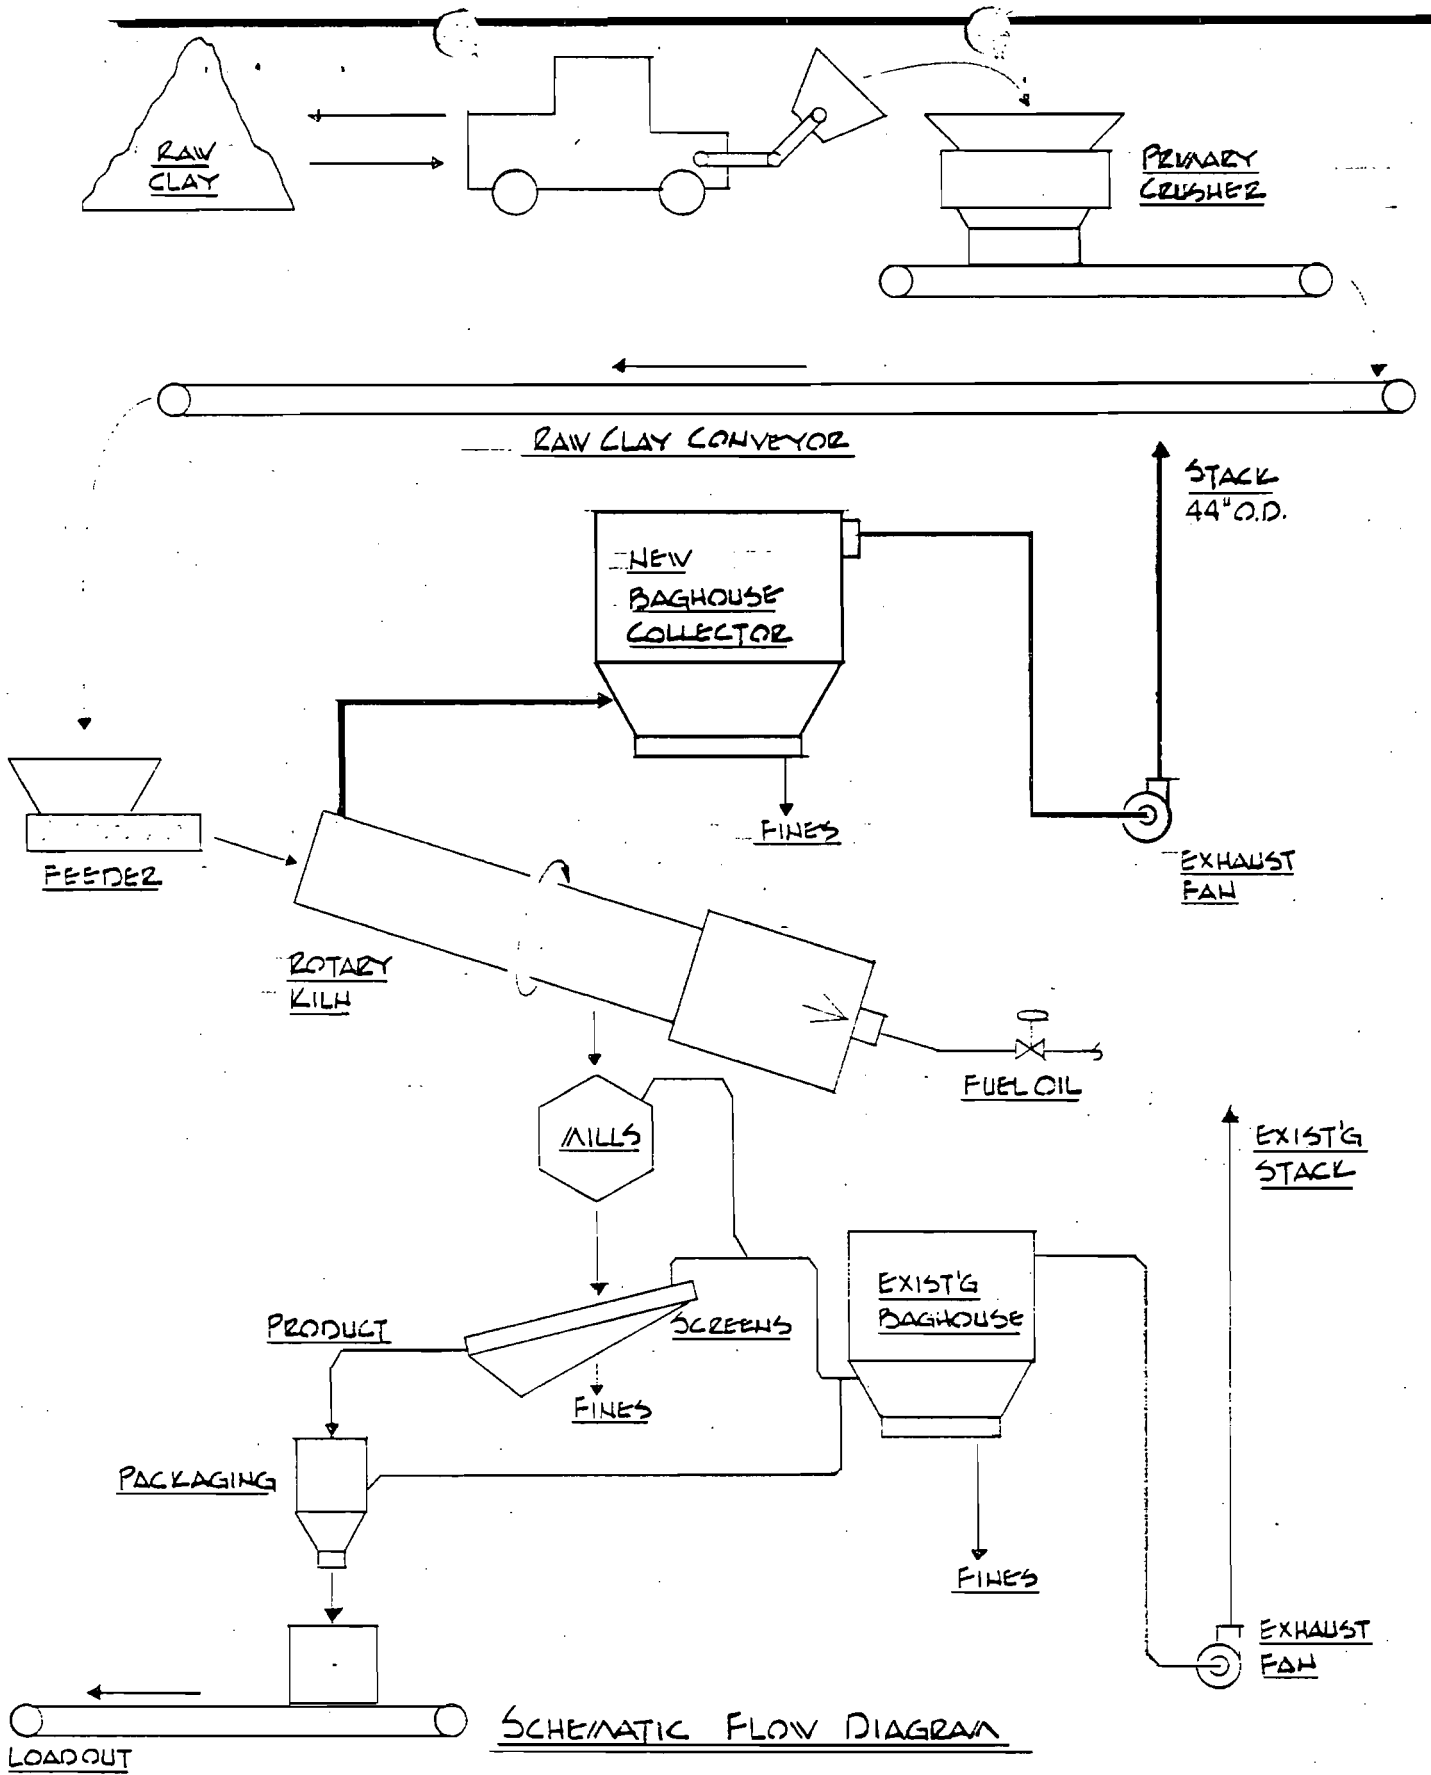 RAW
CLAY
PRIMARY
CRUSHER
RAW CLAY CONVEYOR
STACK
44" O.D.
NEW
BAGHOUSE
COLLECTOR
FINES
FEEDER
EXHAUST
FAN
ROTARY
KILN
FUEL OIL
MILLS
EXIST'G
STACK
EXIST'G
BAGHOUSE
SCREENS
PRODUCT
FINES
PACKAGING
FINES
EXHAUST
FAN
SCHEMATIC FLOW DIAGRAM
LOADOUT